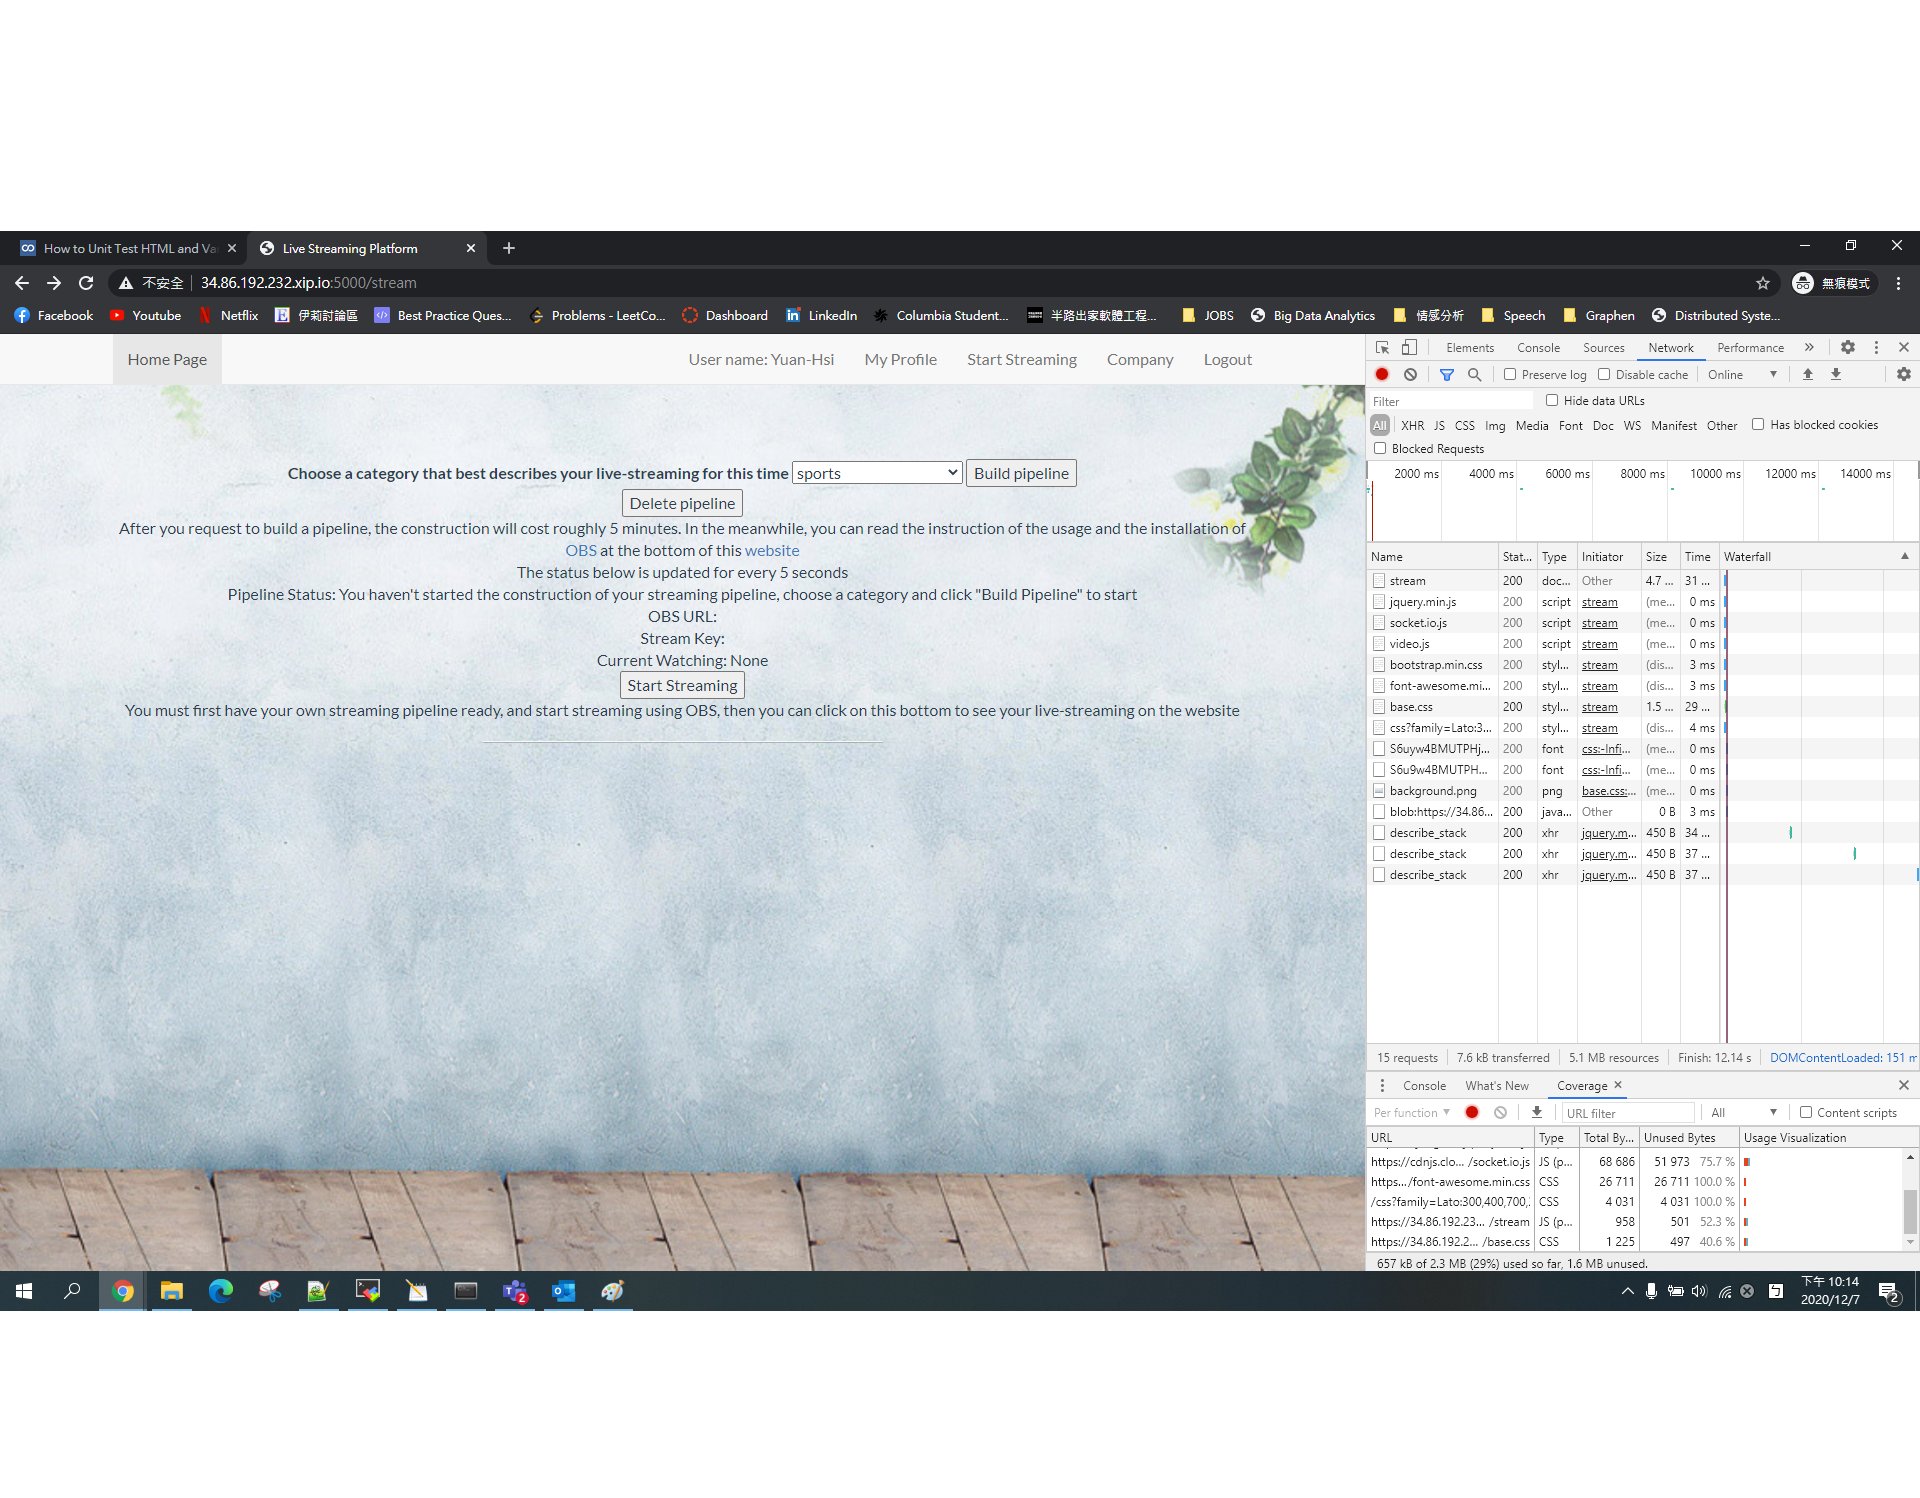 How to Unit Test HTML and Va
Live Streaming Platform
不安全 34.86.192.232.xip.io:5000/stream
無痕模式
Facebook Youtube Netflix 伊莉討論區 Best Practice Ques... Problems - LeetCo... Dashboard LinkedIn Columbia Student... 半路出家軟體工程... JOBS Big Data Analytics 情感分析 Speech Graphen Distributed Syste...
Home Page User name: Yuan-Hsi My Profile Start Streaming Company Logout
Choose a category that best describes your live-streaming for this time sports Build pipeline
Delete pipeline
After you request to build a pipeline, the construction will cost roughly 5 minutes. In the meanwhile, you can read the instruction of the usage and the installation of
OBS at the bottom of this website
The status below is updated for every 5 seconds
Pipeline Status: You haven't started the construction of your streaming pipeline, choose a category and click "Build Pipeline" to start
OBS URL:
Stream Key:
Current Watching: None
Start Streaming
You must first have your own streaming pipeline ready, and start streaming using OBS, then you can click on this bottom to see your live-streaming on the website
Elements Console Sources Network Performance
Preserve log Disable cache Online
Filter Hide data URLs
All XHR JS CSS Img Media Font Doc WS Manifest Other Has blocked cookies
Blocked Requests
2000 ms 4000 ms 6000 ms 8000 ms 10000 ms 12000 ms 14000 ms
Name Stat... Type Initiator Size Time Waterfall
stream 200 doc... Other 4.7 ... 31 ...
jquery.min.js 200 script stream (me... 0 ms
socket.io.js 200 script stream (me... 0 ms
video.js 200 script stream (me... 0 ms
bootstrap.min.css 200 styl... stream (dis... 3 ms
font-awesome.mi... 200 styl... stream (dis... 3 ms
base.css 200 styl... stream 1.5 ... 29 ...
css?family=Lato:3... 200 styl... stream (dis... 4 ms
S6uyw4BMUTPHj... 200 font css:-Infi... (me... 0 ms
S6u9w4BMUTPH... 200 font css:-Infi... (me... 0 ms
background.png 200 png base.css:... (me... 0 ms
blob:https://34.86... 200 java... Other 0 B 3 ms
describe_stack 200 xhr jquery.m... 450 B 34 ...
describe_stack 200 xhr jquery.m... 450 B 37 ...
describe_stack 200 xhr jquery.m... 450 B 37 ...
15 requests 7.6 kB transferred 5.1 MB resources Finish: 12.14 s DOMContentLoaded: 151 m
Console What's New Coverage
Per function URL filter All Content scripts
URL Type Total By... Unused Bytes Usage Visualization
https://cdnjs.clo... /socket.io.js JS (p... 68 686 51 973 75.7 %
https.../font-awesome.min.css CSS 26 711 26 711 100.0 %
/css?family=Lato:300,400,700, CSS 4 031 4 031 100.0 %
https://34.86.192.23... /stream JS (p... 958 501 52.3 %
https://34.86.192.2... /base.css CSS 1 225 497 40.6 %
657 kB of 2.3 MB (29%) used so far, 1.6 MB unused.
2
下午 10:14
2020/12/7
2